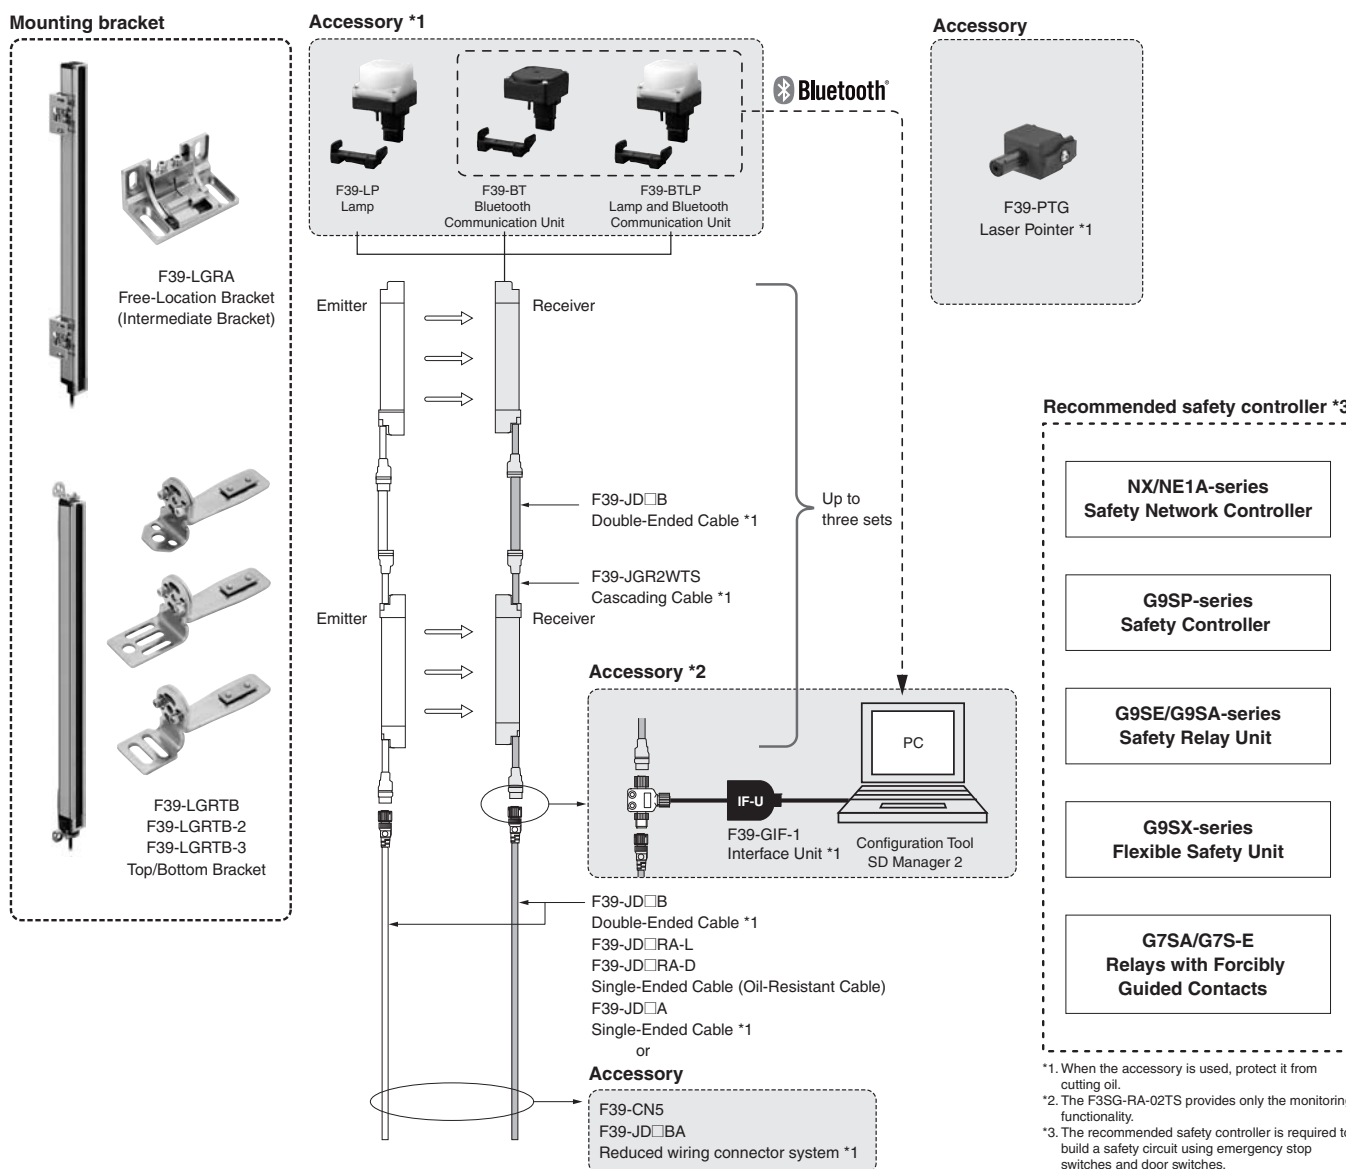 Mounting bracket
F39-LGRA
Free-Location Bracket
(Intermediate Bracket)
F39-LGRTB
F39-LGRTB-2
F39-LGRTB-3
Top/Bottom Bracket
Accessory *1
F39-LP
Lamp
F39-BT
Bluetooth
Communication Unit
F39-BTLP
Lamp and Bluetooth
Communication Unit
Bluetooth®
Accessory
F39-PTG
Laser Pointer *1
Emitter
Receiver
F39-JD□B
Double-Ended Cable *1
Up to
three sets
F39-JGR2WTS
Cascading Cable *1
Emitter
Receiver
Accessory *2
PC
IF-U
F39-GIF-1
Interface Unit *1
Configuration Tool
SD Manager 2
F39-JD□B
Double-Ended Cable *1
F39-JD□RA-L
F39-JD□RA-D
Single-Ended Cable (Oil-Resistant Cable)
F39-JD□A
Single-Ended Cable *1
or
Accessory
F39-CN5
F39-JD□BA
Reduced wiring connector system *1
Recommended safety controller *3
NX/NE1A-series
Safety Network Controller
G9SP-series
Safety Controller
G9SE/G9SA-series
Safety Relay Unit
G9SX-series
Flexible Safety Unit
G7SA/G7S-E
Relays with Forcibly
Guided Contacts
*1. When the accessory is used, protect it from
cutting oil.
*2. The F3SG-RA-02TS provides only the monitoring
functionality.
*3. The recommended safety controller is required to
build a safety circuit using emergency stop
switches and door switches.